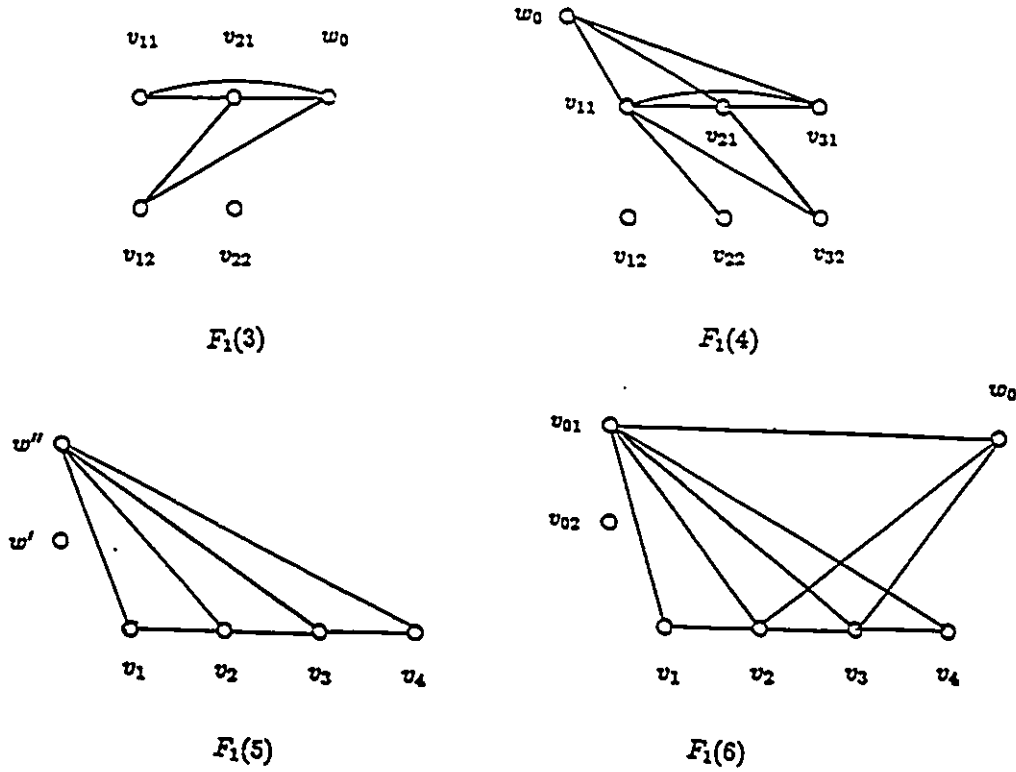 v₁₁ v₂₁ w₀
v₁₂ v₂₂
F₁(3)
w₀
v₁₁
v₂₁ v₃₁
v₁₂ v₂₂ v₃₂
F₁(4)
w″
w′
v₁ v₂ v₃ v₄
F₁(5)
v₀₁ w₀
v₀₂
v₁ v₂ v₃ v₄
F₁(6)